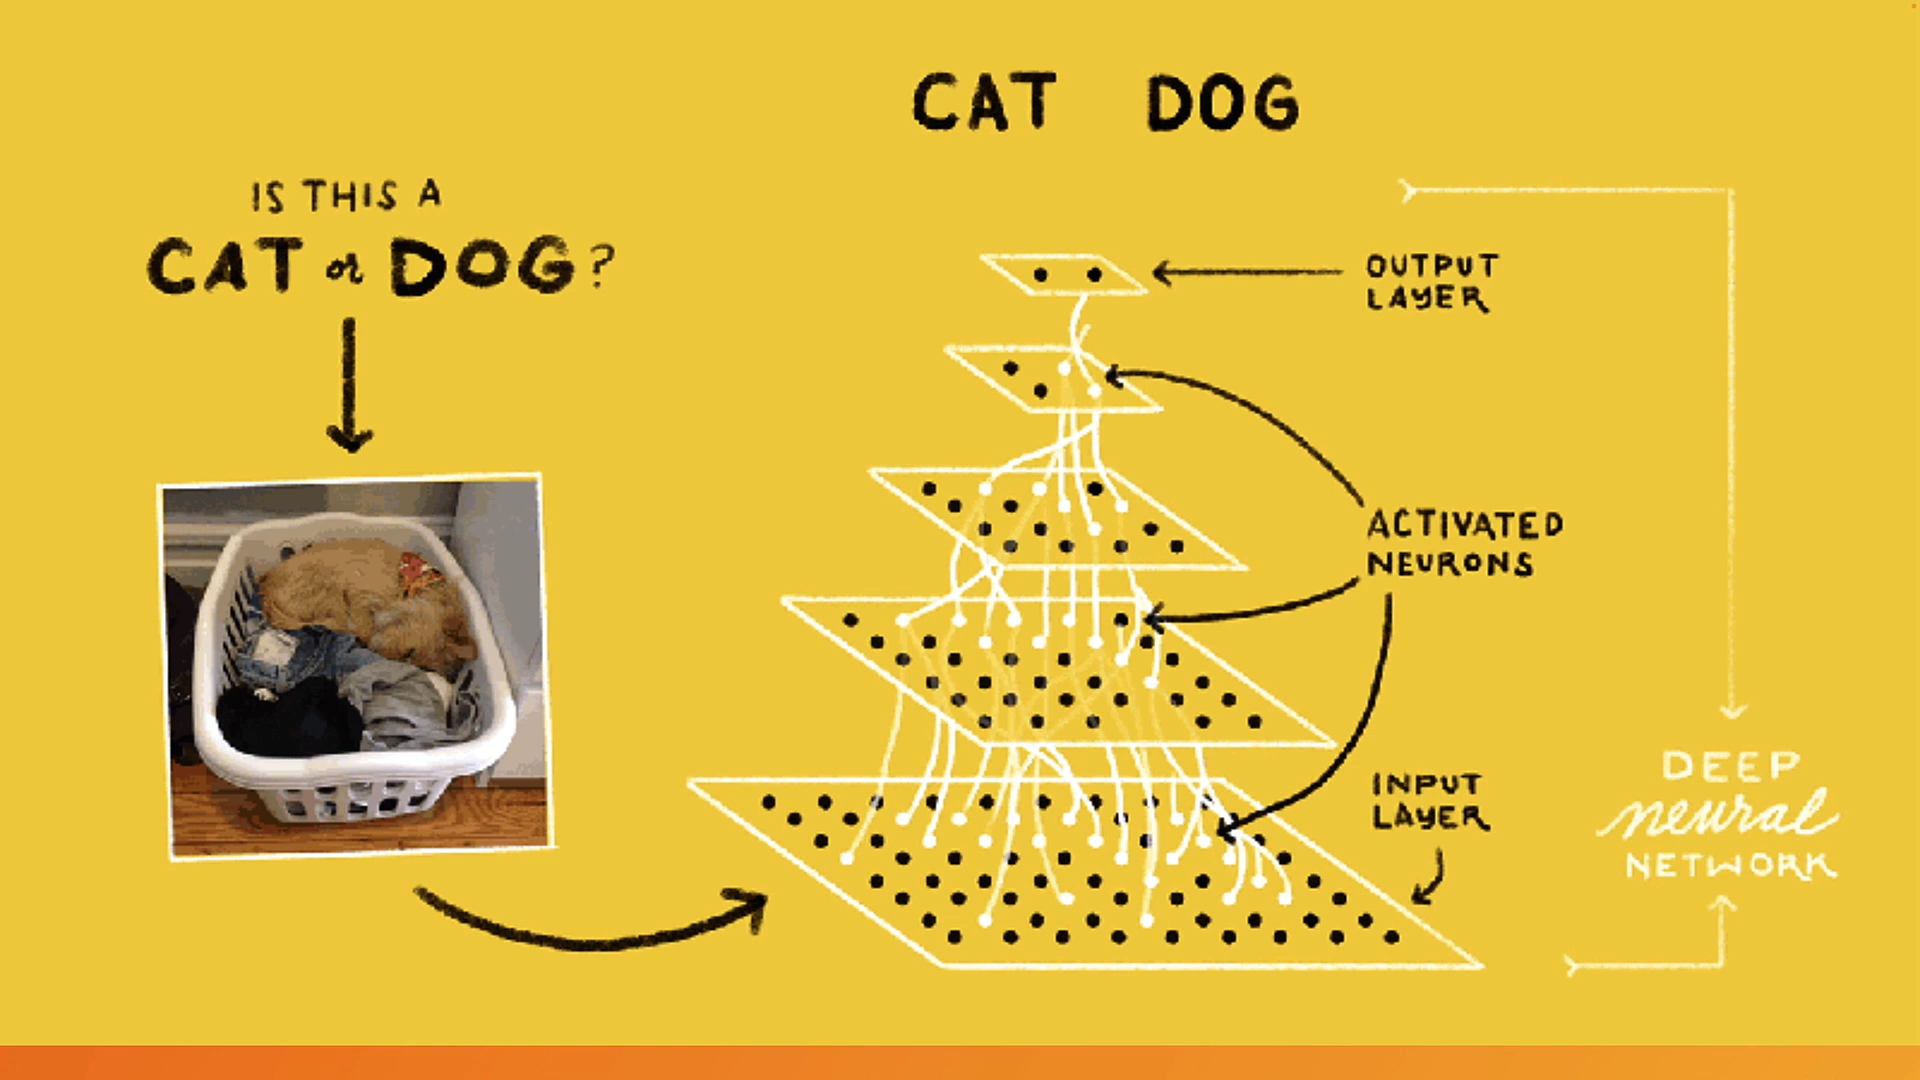 CAT DOG
IS THIS A
CAT or DOG?
OUTPUT
LAYER
ACTIVATED
NEURONS
INPUT
LAYER
DEEP
neural
NETWORK